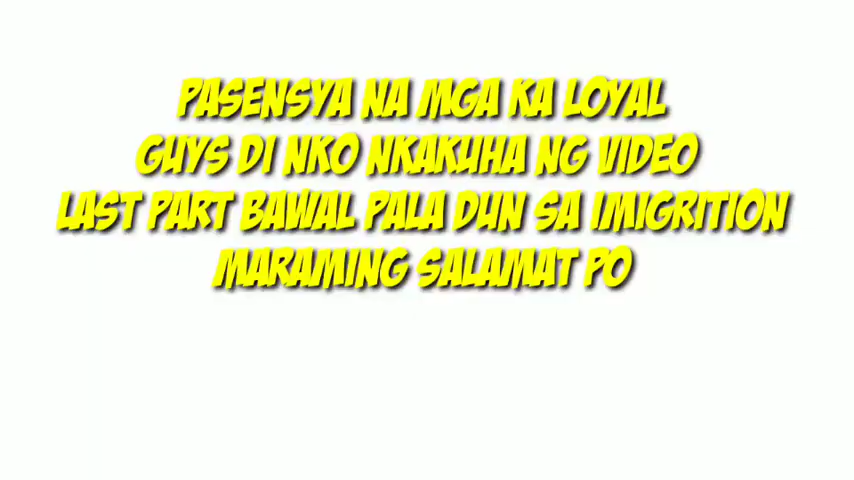 PASENSYA NA MGA KA LOYAL
GUYS DI NKO NKAKUHA NG VIDEO
LAST PART BAWAL PALA DUN SA IMIGRITION
MARAMING SALAMAT PO